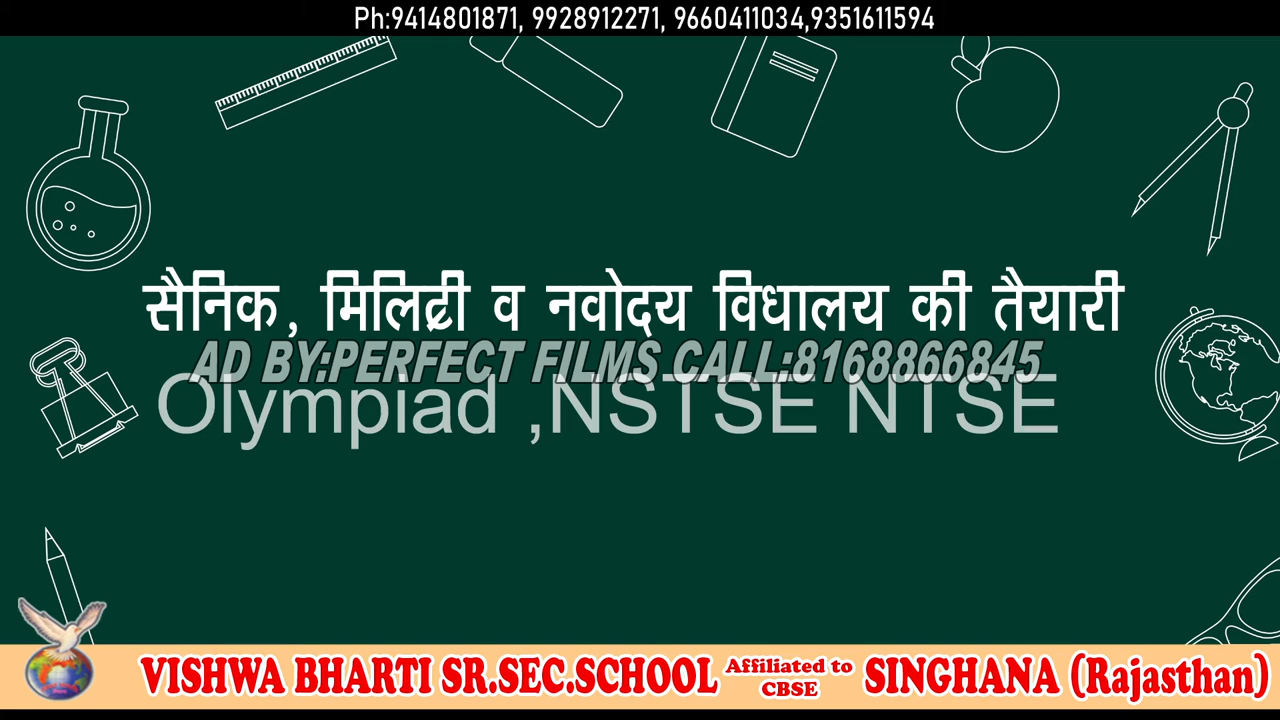 Ph:9414801871, 9928912271, 9660411034,9351611594
सैनिक, मिलिट्री व नवोदय विधालय की तैयारी
AD BY:PERFECT FILMS CALL:8168866845
Olympiad ,NSTSE NTSE
VISHWA BHARTI SR.SEC.SCHOOL Affiliated to CBSE SINGHANA (Rajasthan)